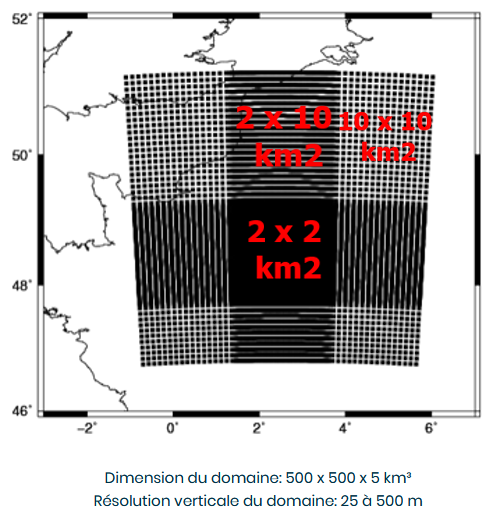 52°
2 x 10 10 x 10
km2 km2
50°
2 x 2
km2
48°
46°
-2° 0° 2° 4° 6°
Dimension du domaine: 500 x 500 x 5 km³
Résolution verticale du domaine: 25 à 500 m